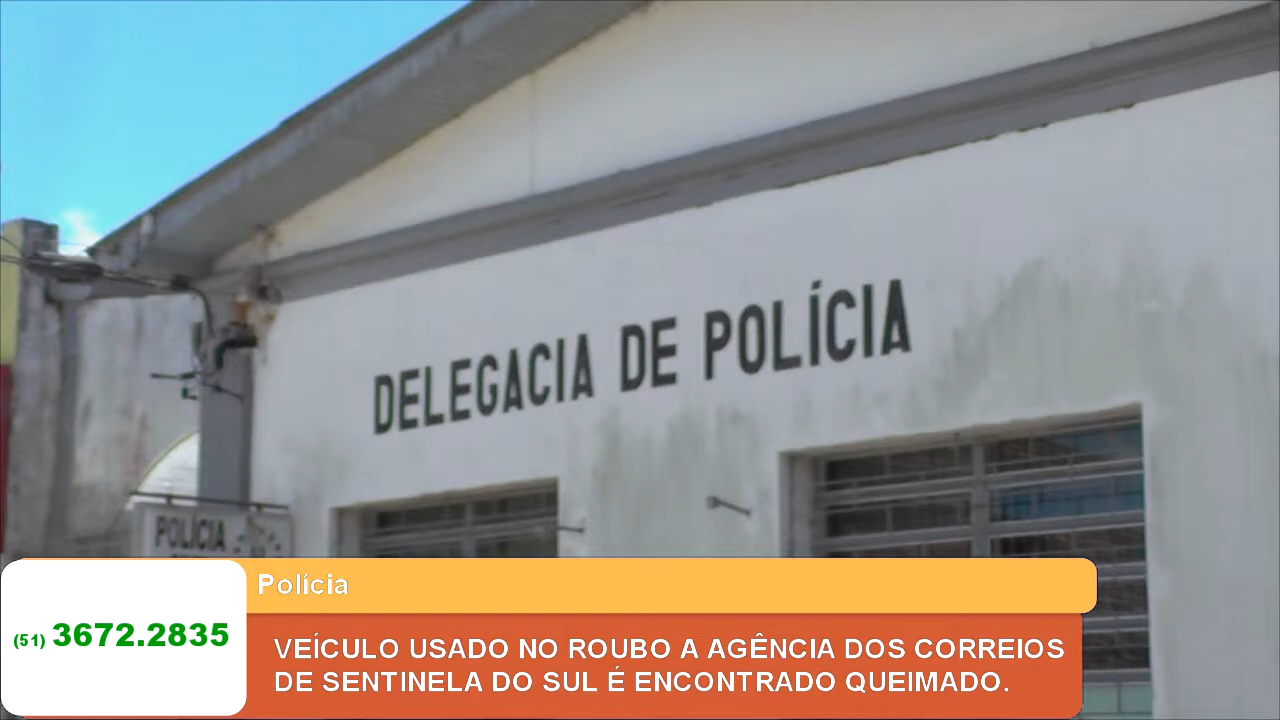 DELEGACIA DE POLÍCIA
POLÍCIA
Polícia
(51) 3672.2835
VEÍCULO USADO NO ROUBO A AGÊNCIA DOS CORREIOS
DE SENTINELA DO SUL É ENCONTRADO QUEIMADO.